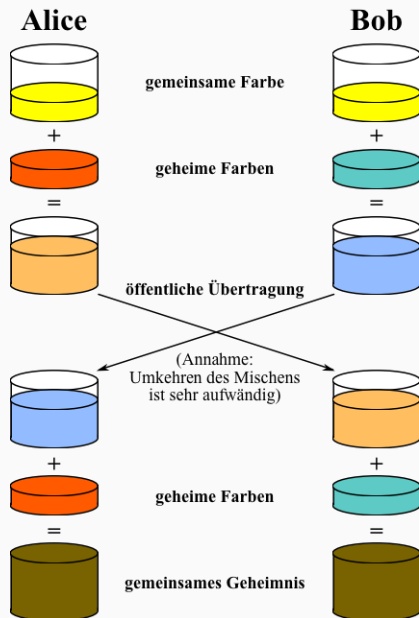 Alice Bob
gemeinsame Farbe
+ +
geheime Farben
= =
öffentliche Übertragung
(Annahme:
Umkehren des Mischens
ist sehr aufwändig)
+ +
geheime Farben
= =
gemeinsames Geheimnis